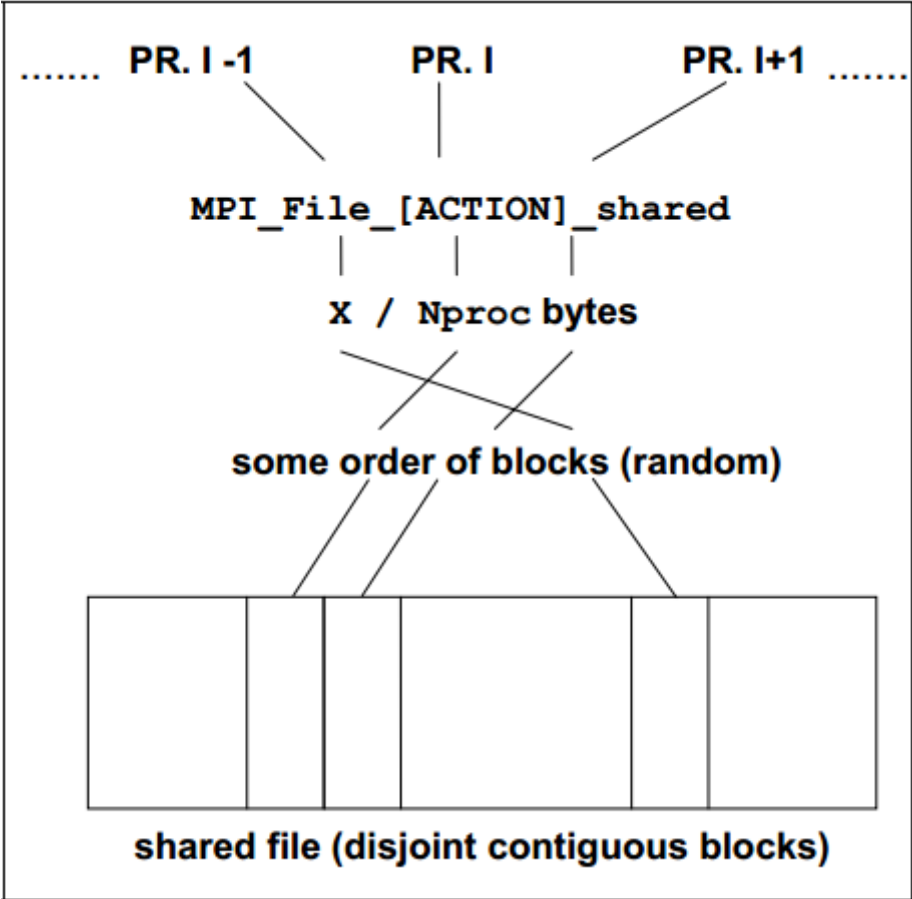 ....... PR. I -1 PR. I PR. I+1 .......
MPI_File_[ACTION]_shared
X / Nproc bytes
some order of blocks (random)
shared file (disjoint contiguous blocks)